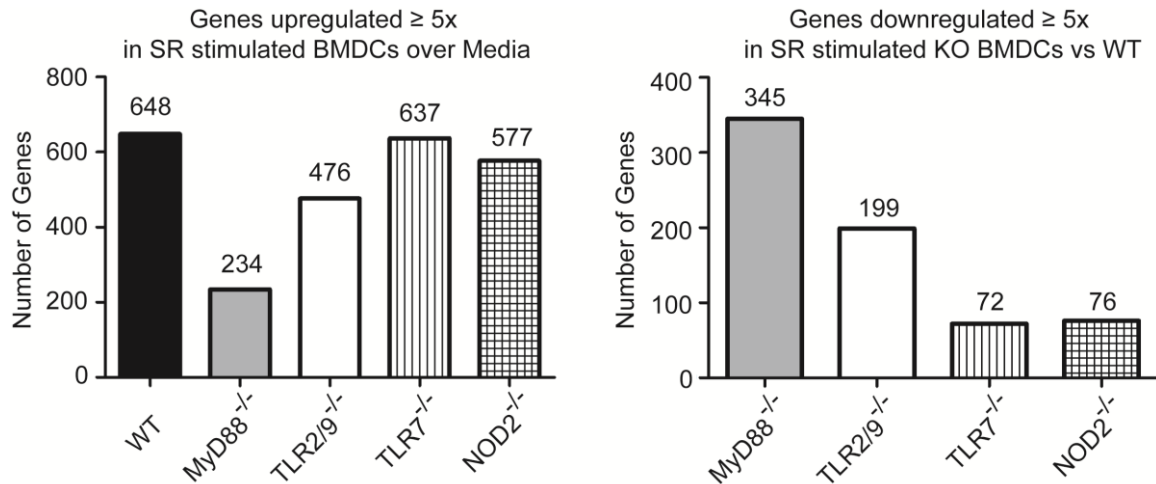 Genes upregulated ≥ 5x
in SR stimulated BMDCs over Media
Number of Genes
800
600
400
200
0
648
234
476
637
577
WT
MyD88-/-
TLR2/9-/-
TLR7-/-
NOD2-/-
Genes downregulated ≥ 5x
in SR stimulated KO BMDCs vs WT
Number of Genes
400
300
200
100
0
345
199
72
76
MyD88-/-
TLR2/9-/-
TLR7-/-
NOD2-/-